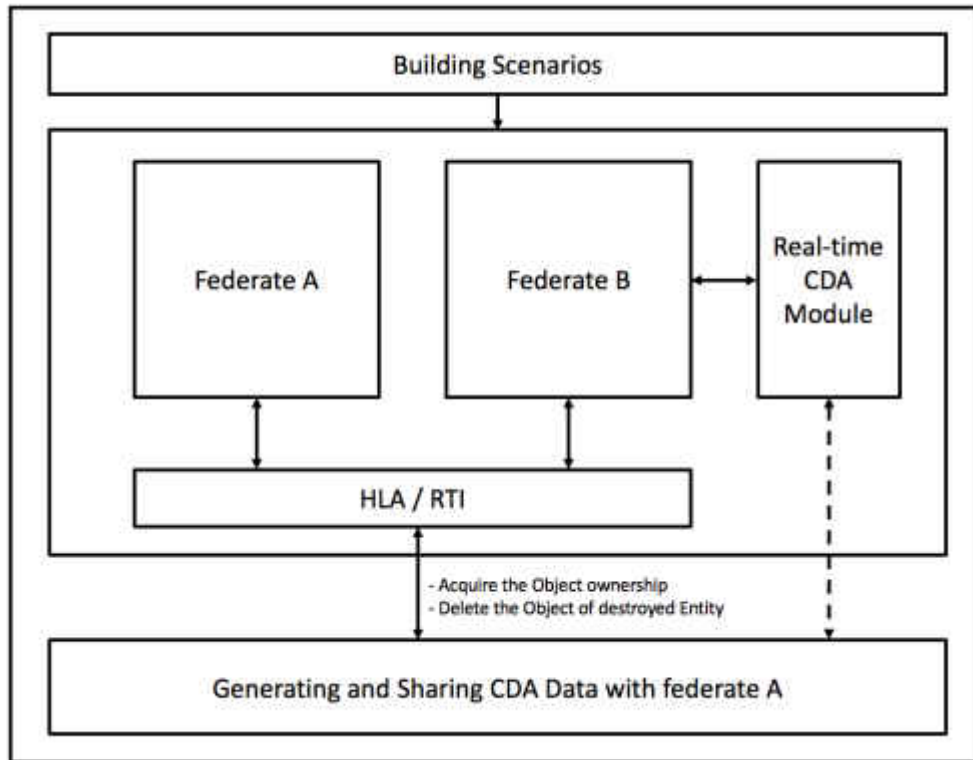 Building Scenarios
Federate A
Federate B
Real-time
CDA
Module
HLA / RTI
- Acquire the Object ownership
- Delete the Object of destroyed Entity
Generating and Sharing CDA Data with federate A